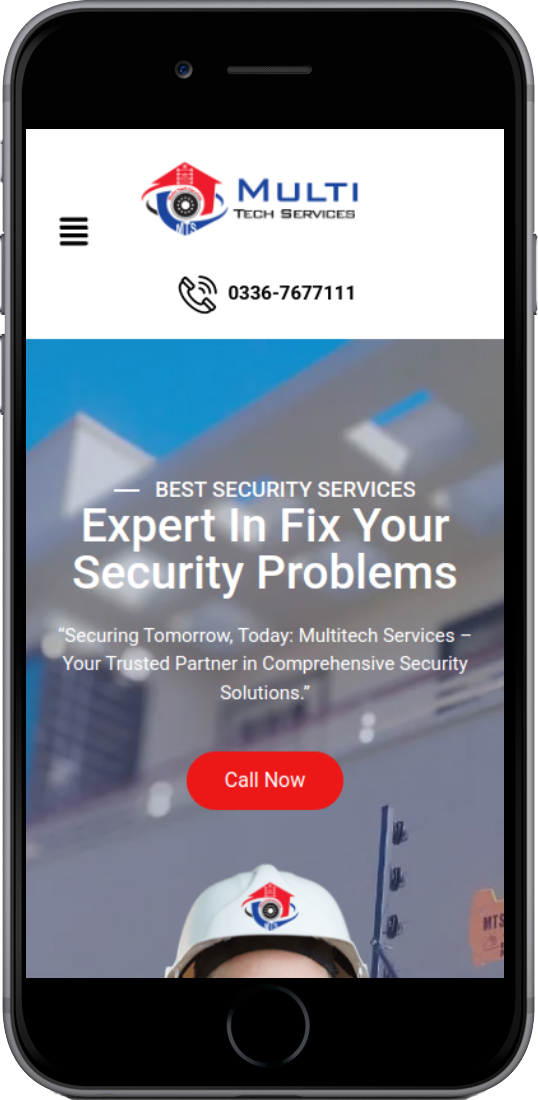 MULTI
TECH SERVICES
MTS
0336-7677111
BEST SECURITY SERVICES
Expert In Fix Your
Security Problems
“Securing Tomorrow, Today: Multitech Services –
Your Trusted Partner in Comprehensive Security
Solutions.”
Call Now
MTS
MTS